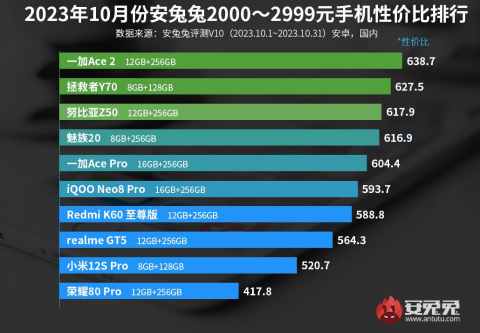 2023年10月份安兔兔2000～2999元手机性价比排行
数据来源：安兔兔评测V10（2023.10.1~2023.10.31）安卓，国内
*性价比
一加Ace 2 12GB+256GB 638.7
拯救者Y70 8GB+128GB 627.5
努比亚Z50 12GB+256GB 617.9
魅族20 8GB+256GB 616.9
一加Ace Pro 16GB+256GB 604.4
iQOO Neo8 Pro 16GB+256GB 593.7
Redmi K60 至尊版 12GB+256GB 588.8
realme GT5 12GB+256GB 564.3
小米12S Pro 8GB+128GB 520.7
荣耀80 Pro 12GB+256GB 417.8
安兔兔
www.antutu.com